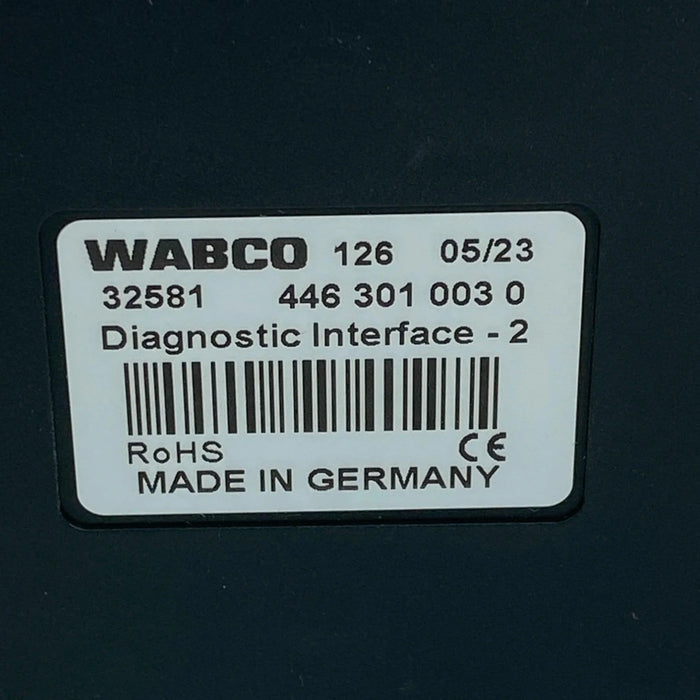 WABCO 126 05/23
32581 446 301 003 0
Diagnostic Interface - 2
RoHS CE
MADE IN GERMANY